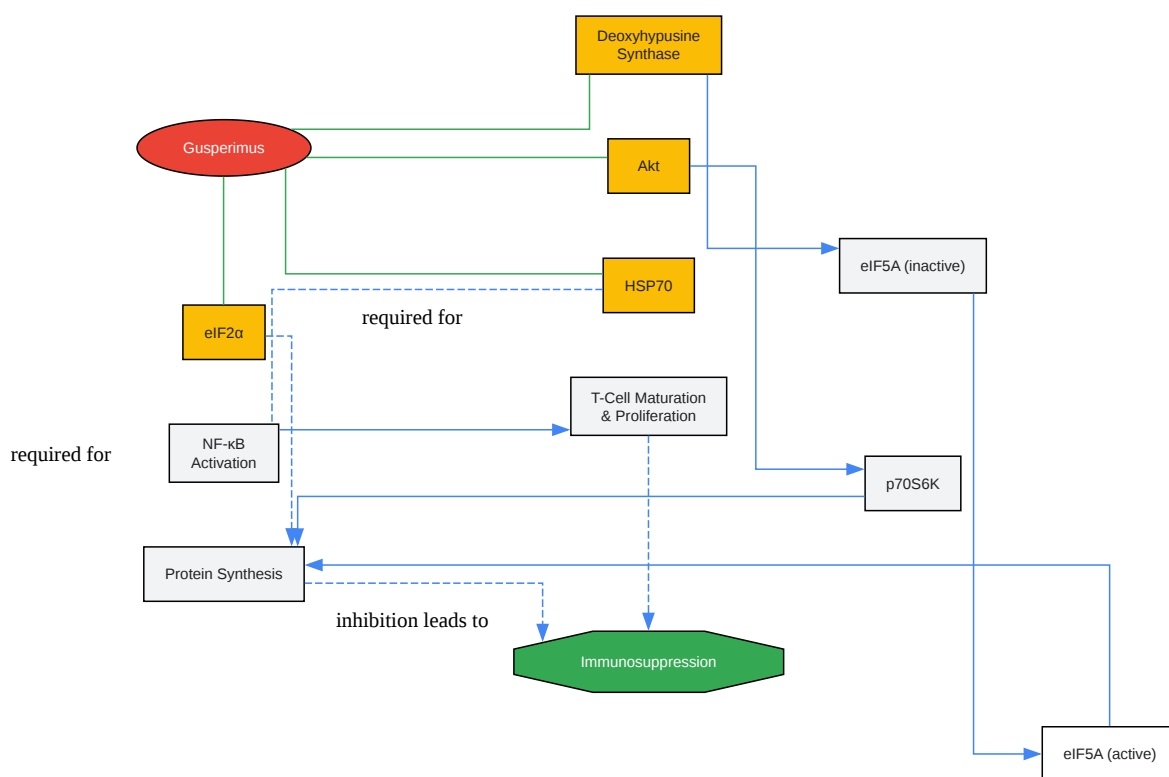 Deoxyhypusine
Synthase
Gusperimus
Akt
eIF5A (inactive)
HSP70
required for
eIF2α
T-Cell Maturation
& Proliferation
NF-κB
Activation
required for
p70S6K
Protein Synthesis
inhibition leads to
Immunosuppression
eIF5A (active)